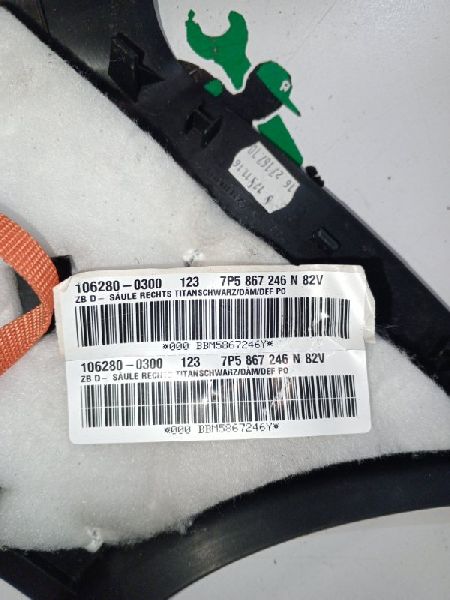 106280-0300 123 7P5 867 246 N 82V
ZB D- SAULE RECHTS TITANSCHWARZ/DAM/DEF PO
*000 BBM5867246Y*
106280-0300 123 7P5 867 246 N 82V
ZB D- SAULE RECHTS TITANSCHWARZ/DAM/DEF PO
*000 BBM5867246Y*